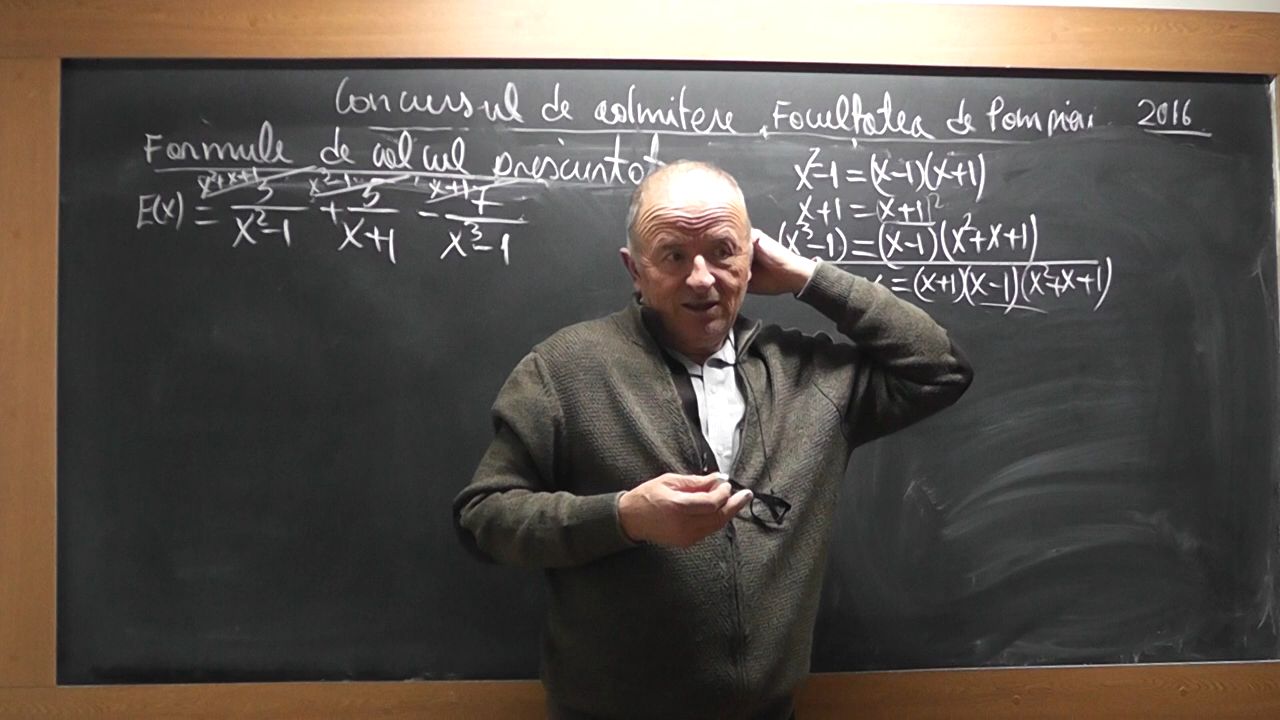 Concursul de admitere, Facultatea de Pompieri 2016
Formule de calcul prescurtat
x²+x+1 x²-1 x+1
E(x) = 3/(x²-1) + 5/(x+1) - 7/(x³-1)
x²-1=(x-1)(x+1)
x+1=(x+1)²
(x³-1)=(x-1)(x²+x+1)
=(x+1)(x-1)(x²+x+1)